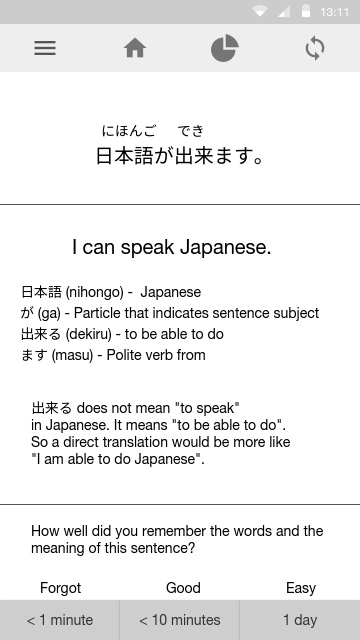 13:11
にほんご でき
日本語が出来ます。
I can speak Japanese.
日本語 (nihongo) - Japanese
が (ga) - Particle that indicates sentence subject
出来る (dekiru) - to be able to do
ます (masu) - Polite verb from
出来る does not mean "to speak"
in Japanese. It means "to be able to do".
So a direct translation would be more like
"I am able to do Japanese".
How well did you remember the words and the
meaning of this sentence?
Forgot Good Easy
< 1 minute < 10 minutes 1 day